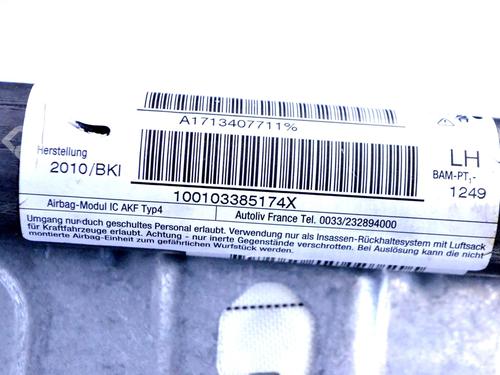 A1713407711%
Herstellung
2010/BKI
LH
BAM-PT,-
1249
100103385174X
Airbag-Modul IC AKF Typ4
Autoliv France Tel. 0033/232894000
Umgang nur duch geschultes Personal erlaubt. Verwendung nur als Insassen-Rückhaltesystem mit Luftsack
für Kraftfahrzeuge erlaubt. Achtung - nur inerte Gegenstände verschrotten. Bei Auslösung kann die nicht
montierte Airbag-Einheit zum gefährlichen Wurfstück werden.